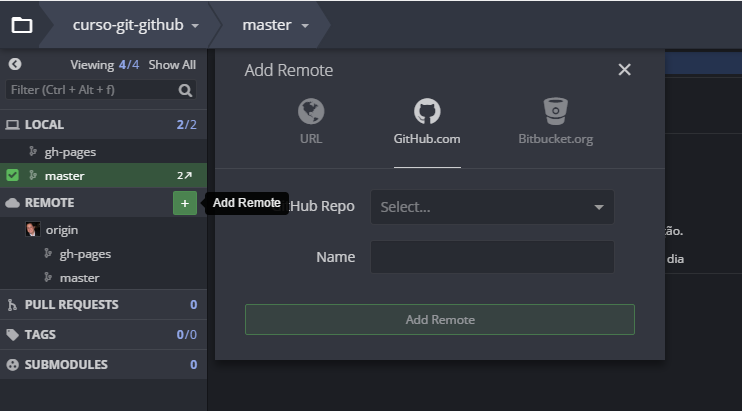 curso-git-github
master
Viewing 4/4 Show All
Filter (Ctrl + Alt + f)
LOCAL 2/2
gh-pages
master 2
REMOTE
Add Remote
origin
gh-pages
master
PULL REQUESTS 0
TAGS 0/0
SUBMODULES 0
Add Remote
URL
GitHub.com
Bitbucket.org
Hub Repo
Select...
Name
Add Remote
ão.
dia